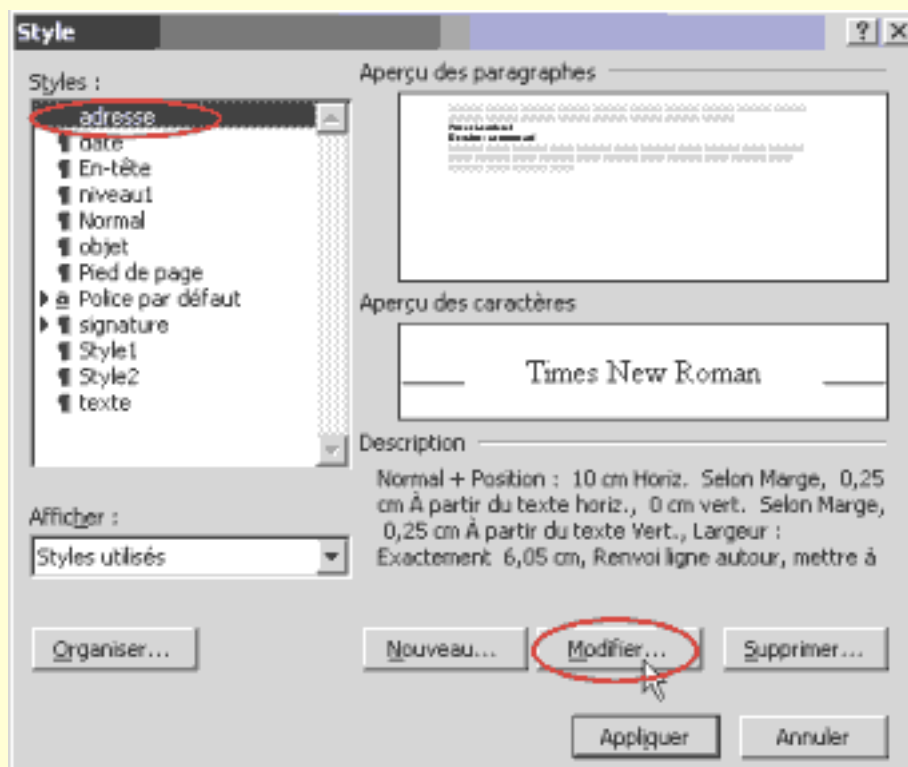 Style
Styles :
adresse
date
En-tête
niveau1
Normal
objet
Pied de page
a Police par défaut
signature
Style1
Style2
texte
Afficher :
Styles utilisés
Organiser...
Aperçu des paragraphes
Aperçu des caractères
Times New Roman
Description
Normal + Position : 10 cm Horiz. Selon Marge, 0,25
cm À partir du texte horiz., 0 cm vert. Selon Marge,
0,25 cm À partir du texte Vert., Largeur :
Exactement 6,05 cm, Renvoi ligne autour, mettre à
Nouveau...
Modifier...
Supprimer...
Appliquer
Annuler